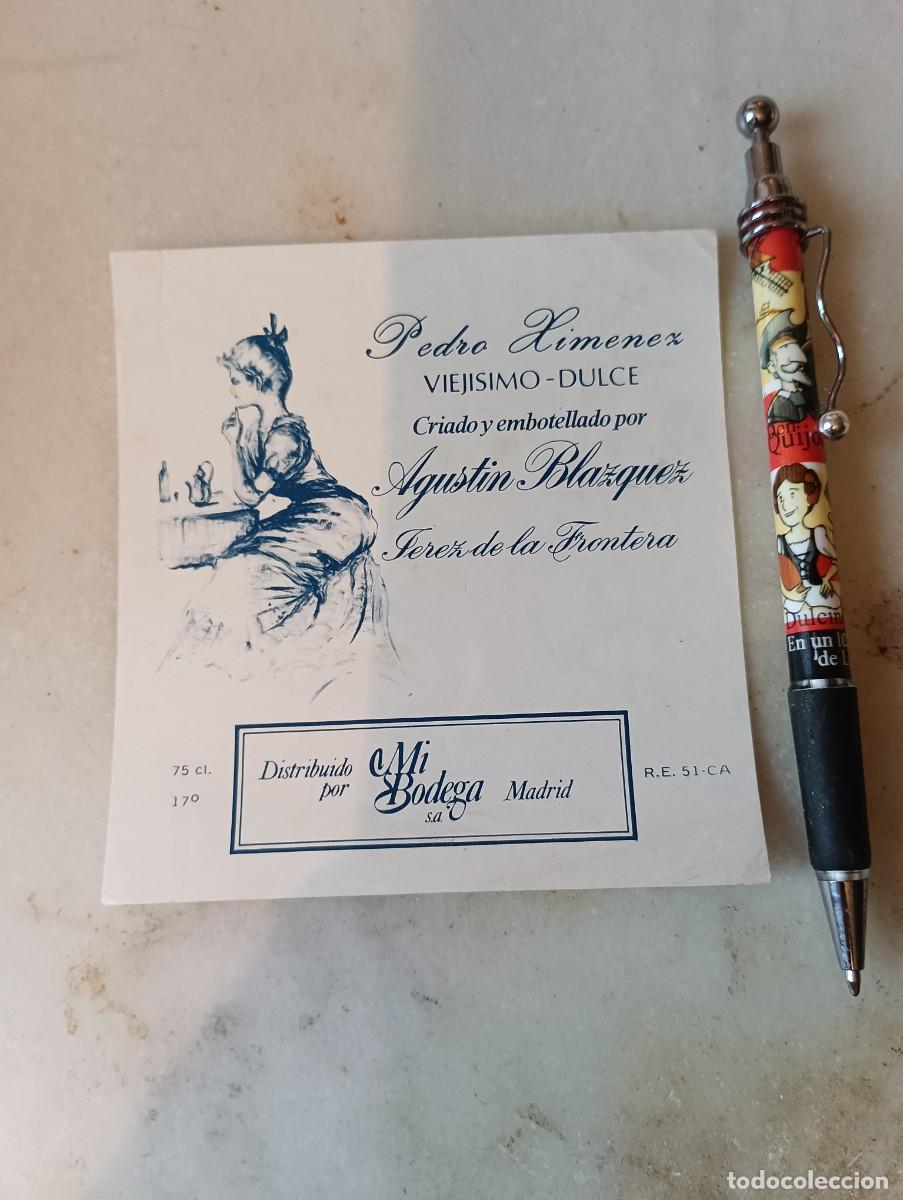 Pedro Ximenez
VIEJISIMO - DULCE
Criado y embotellado por
Agustin Blazquez
Jerez de la Frontera
75 cl.
17º
Distribuido
por
Mi
Bodega
s.a.
Madrid
R.E. 51-CA
Don
Quijo
Dulcin
En un l
de L
todocoleccion